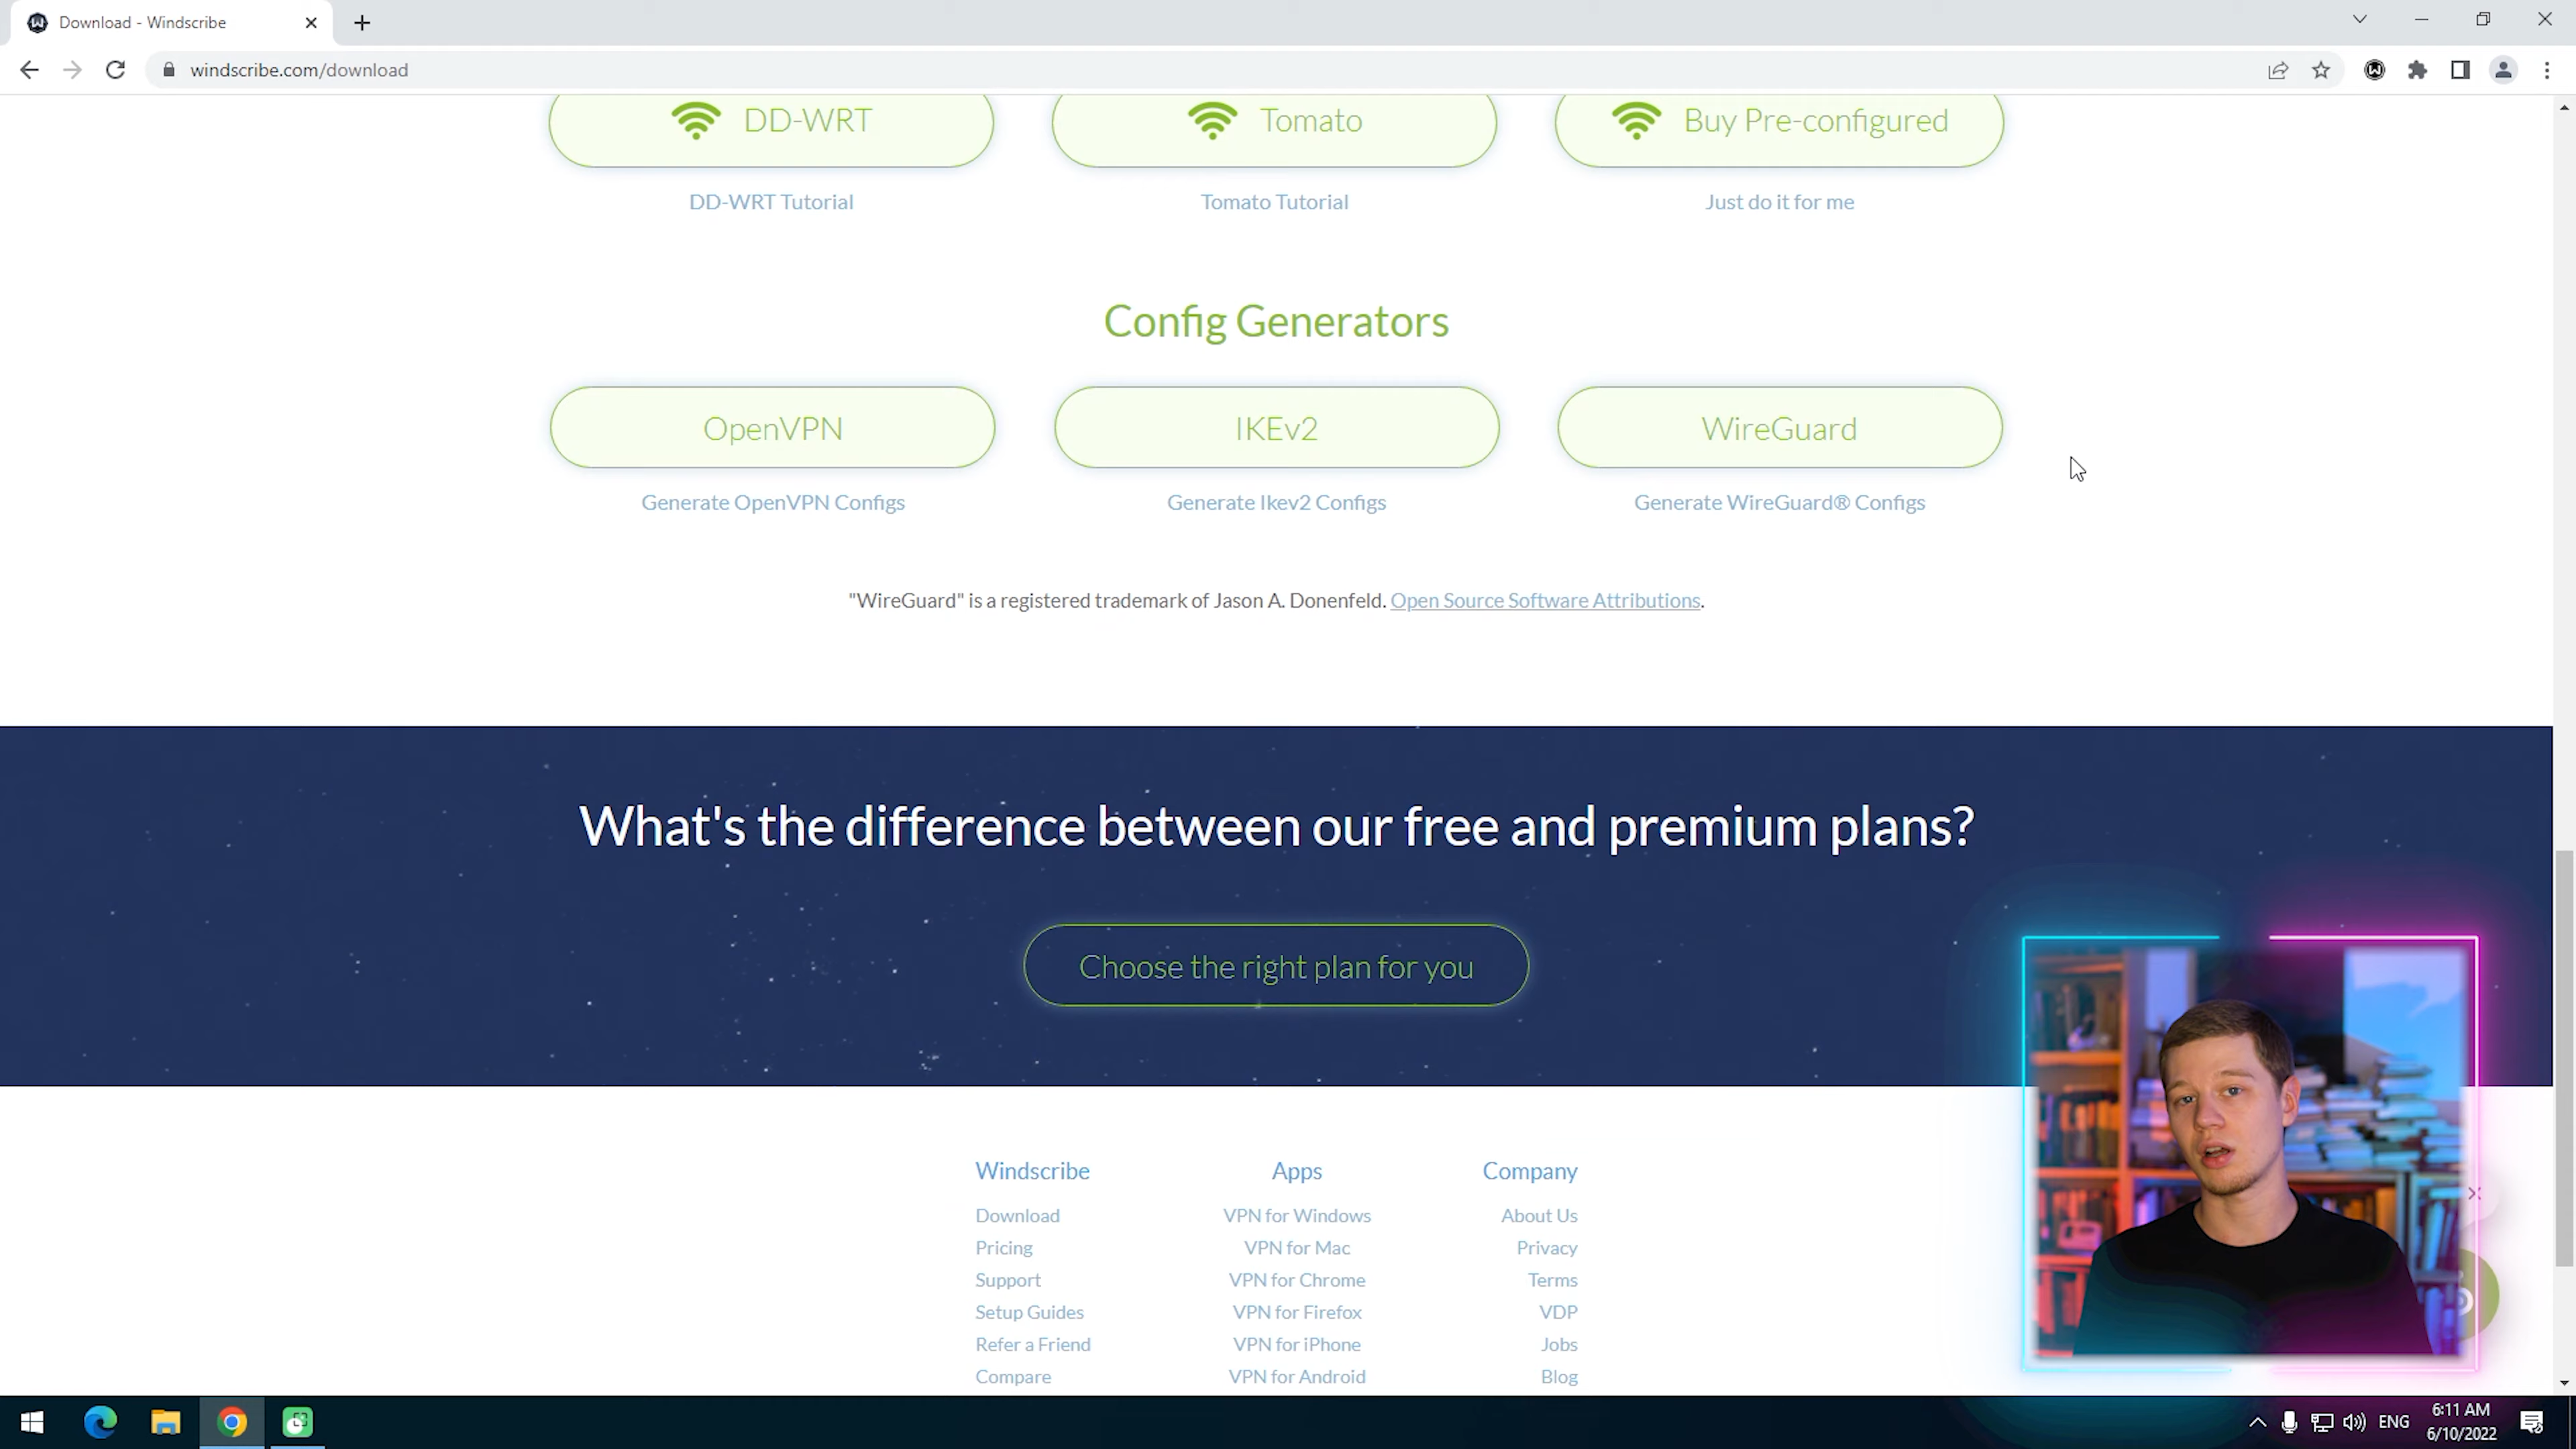 Download - Windscribe
windscribe.com/download
DD-WRT
Tomato
Buy Pre-configured
DD-WRT Tutorial
Tomato Tutorial
Just do it for me
Config Generators
OpenVPN
IKEv2
WireGuard
Generate OpenVPN Configs
Generate Ikev2 Configs
Generate WireGuard® Configs
"WireGuard" is a registered trademark of Jason A. Donenfeld. Open Source Software Attributions.
What's the difference between our free and premium plans?
Choose the right plan for you
Windscribe
Download
Pricing
Support
Setup Guides
Refer a Friend
Compare
Apps
VPN for Windows
VPN for Mac
VPN for Chrome
VPN for Firefox
VPN for iPhone
VPN for Android
Company
About Us
Privacy
Terms
VDP
Jobs
Blog
ENG
6:11 AM
6/10/2022